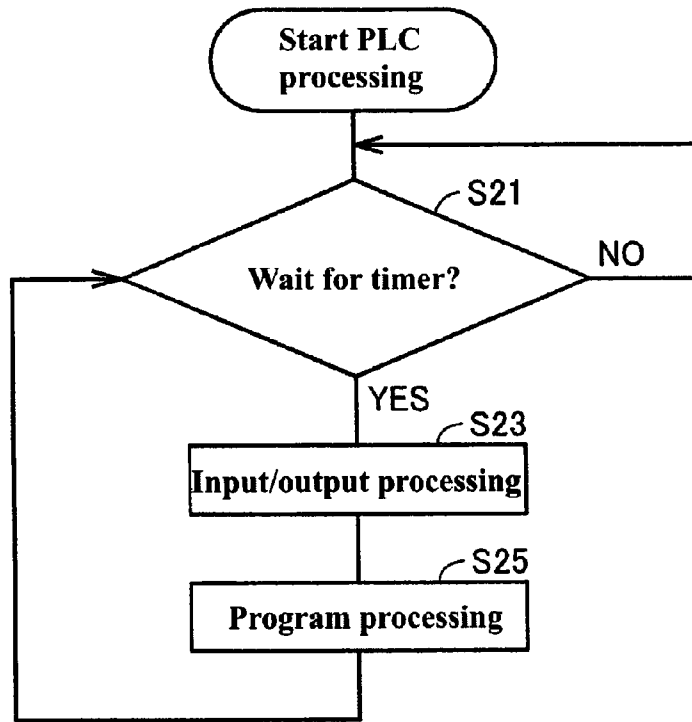 Start PLC
processing
S21
Wait for timer?
NO
YES
S23
Input/output processing
S25
Program processing